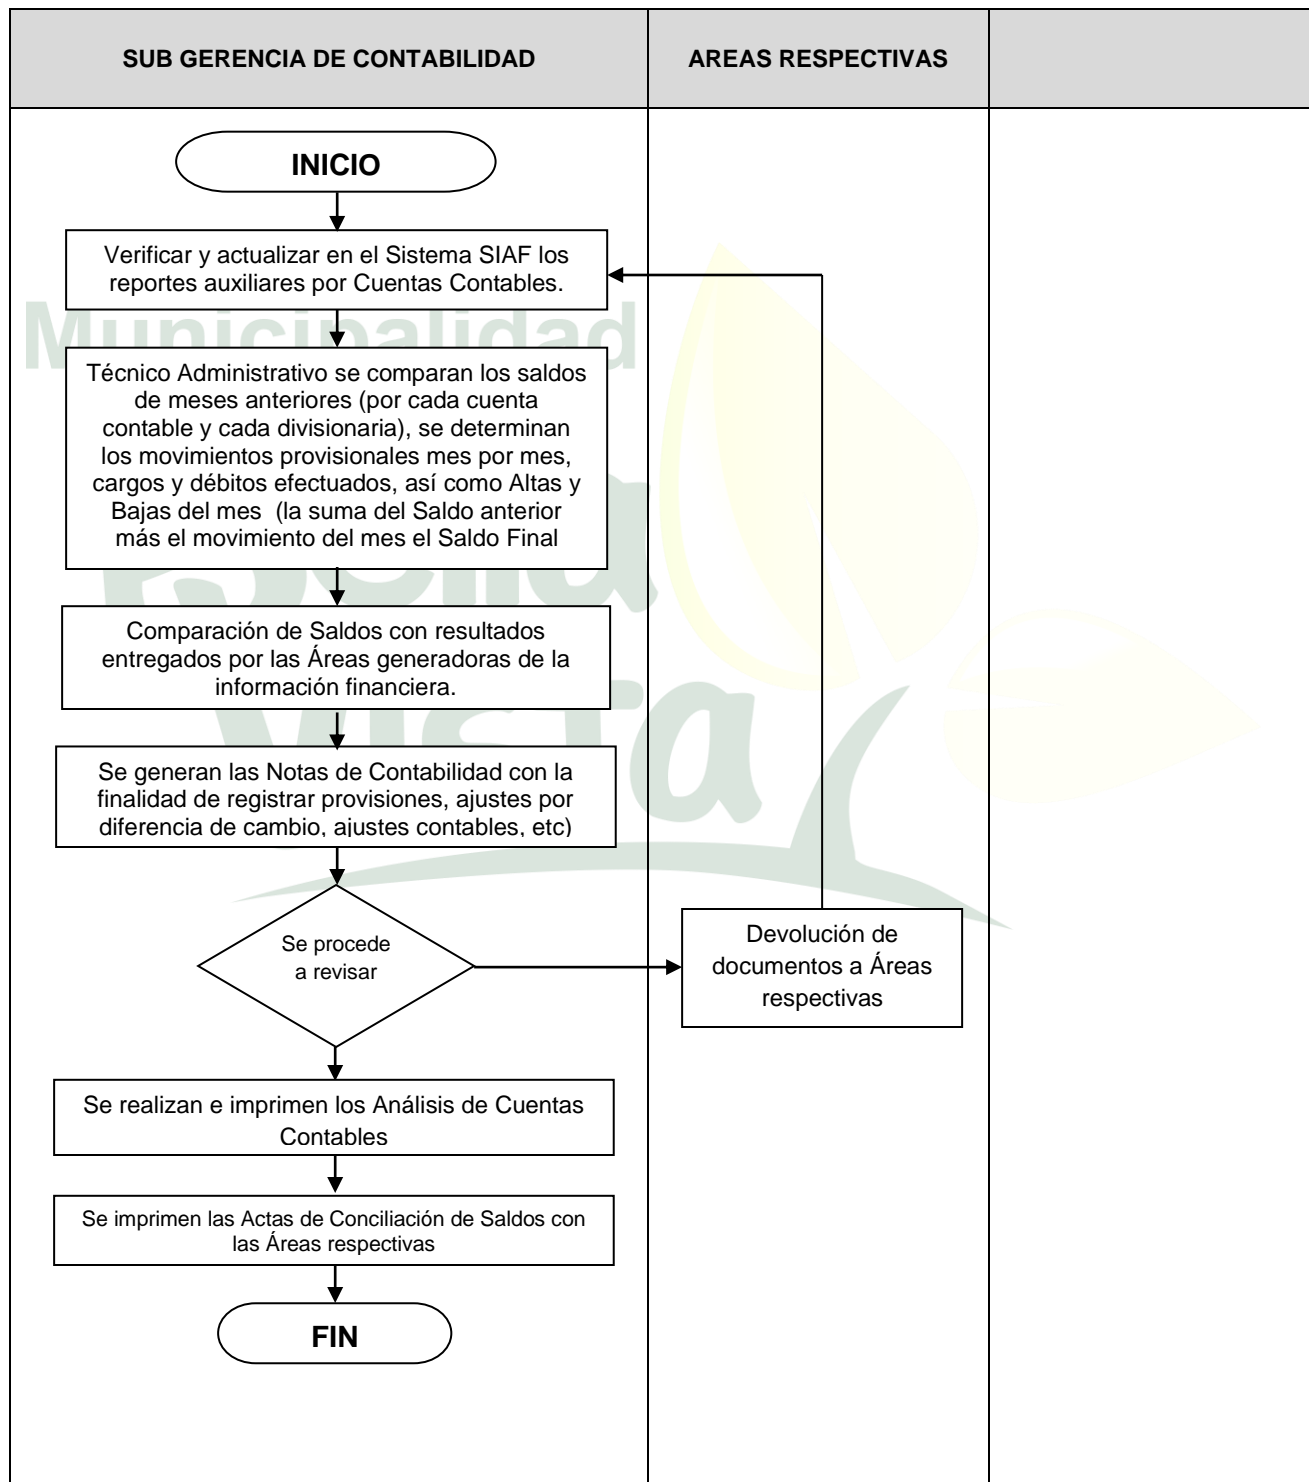 SUB GERENCIA DE CONTABILIDAD
AREAS RESPECTIVAS
INICIO
Verificar y actualizar en el Sistema SIAF los
reportes auxiliares por Cuentas Contables.
Municipalidad
Técnico Administrativo se comparan los saldos
de meses anteriores (por cada cuenta
contable y cada divisionaria), se determinan
los movimientos provisionales mes por mes,
cargos y débitos efectuados, así como Altas y
Bajas del mes (la suma del Saldo anterior
más el movimiento del mes el Saldo Final
Bella
Comparación de Saldos con resultados
entregados por las Áreas generadoras de la
información financiera.
Vista
Se generan las Notas de Contabilidad con la
finalidad de registrar provisiones, ajustes por
diferencia de cambio, ajustes contables, etc)
Se procede
a revisar
Devolución de
documentos a Áreas
respectivas
Se realizan e imprimen los Análisis de Cuentas
Contables
Se imprimen las Actas de Conciliación de Saldos con
las Áreas respectivas
FIN